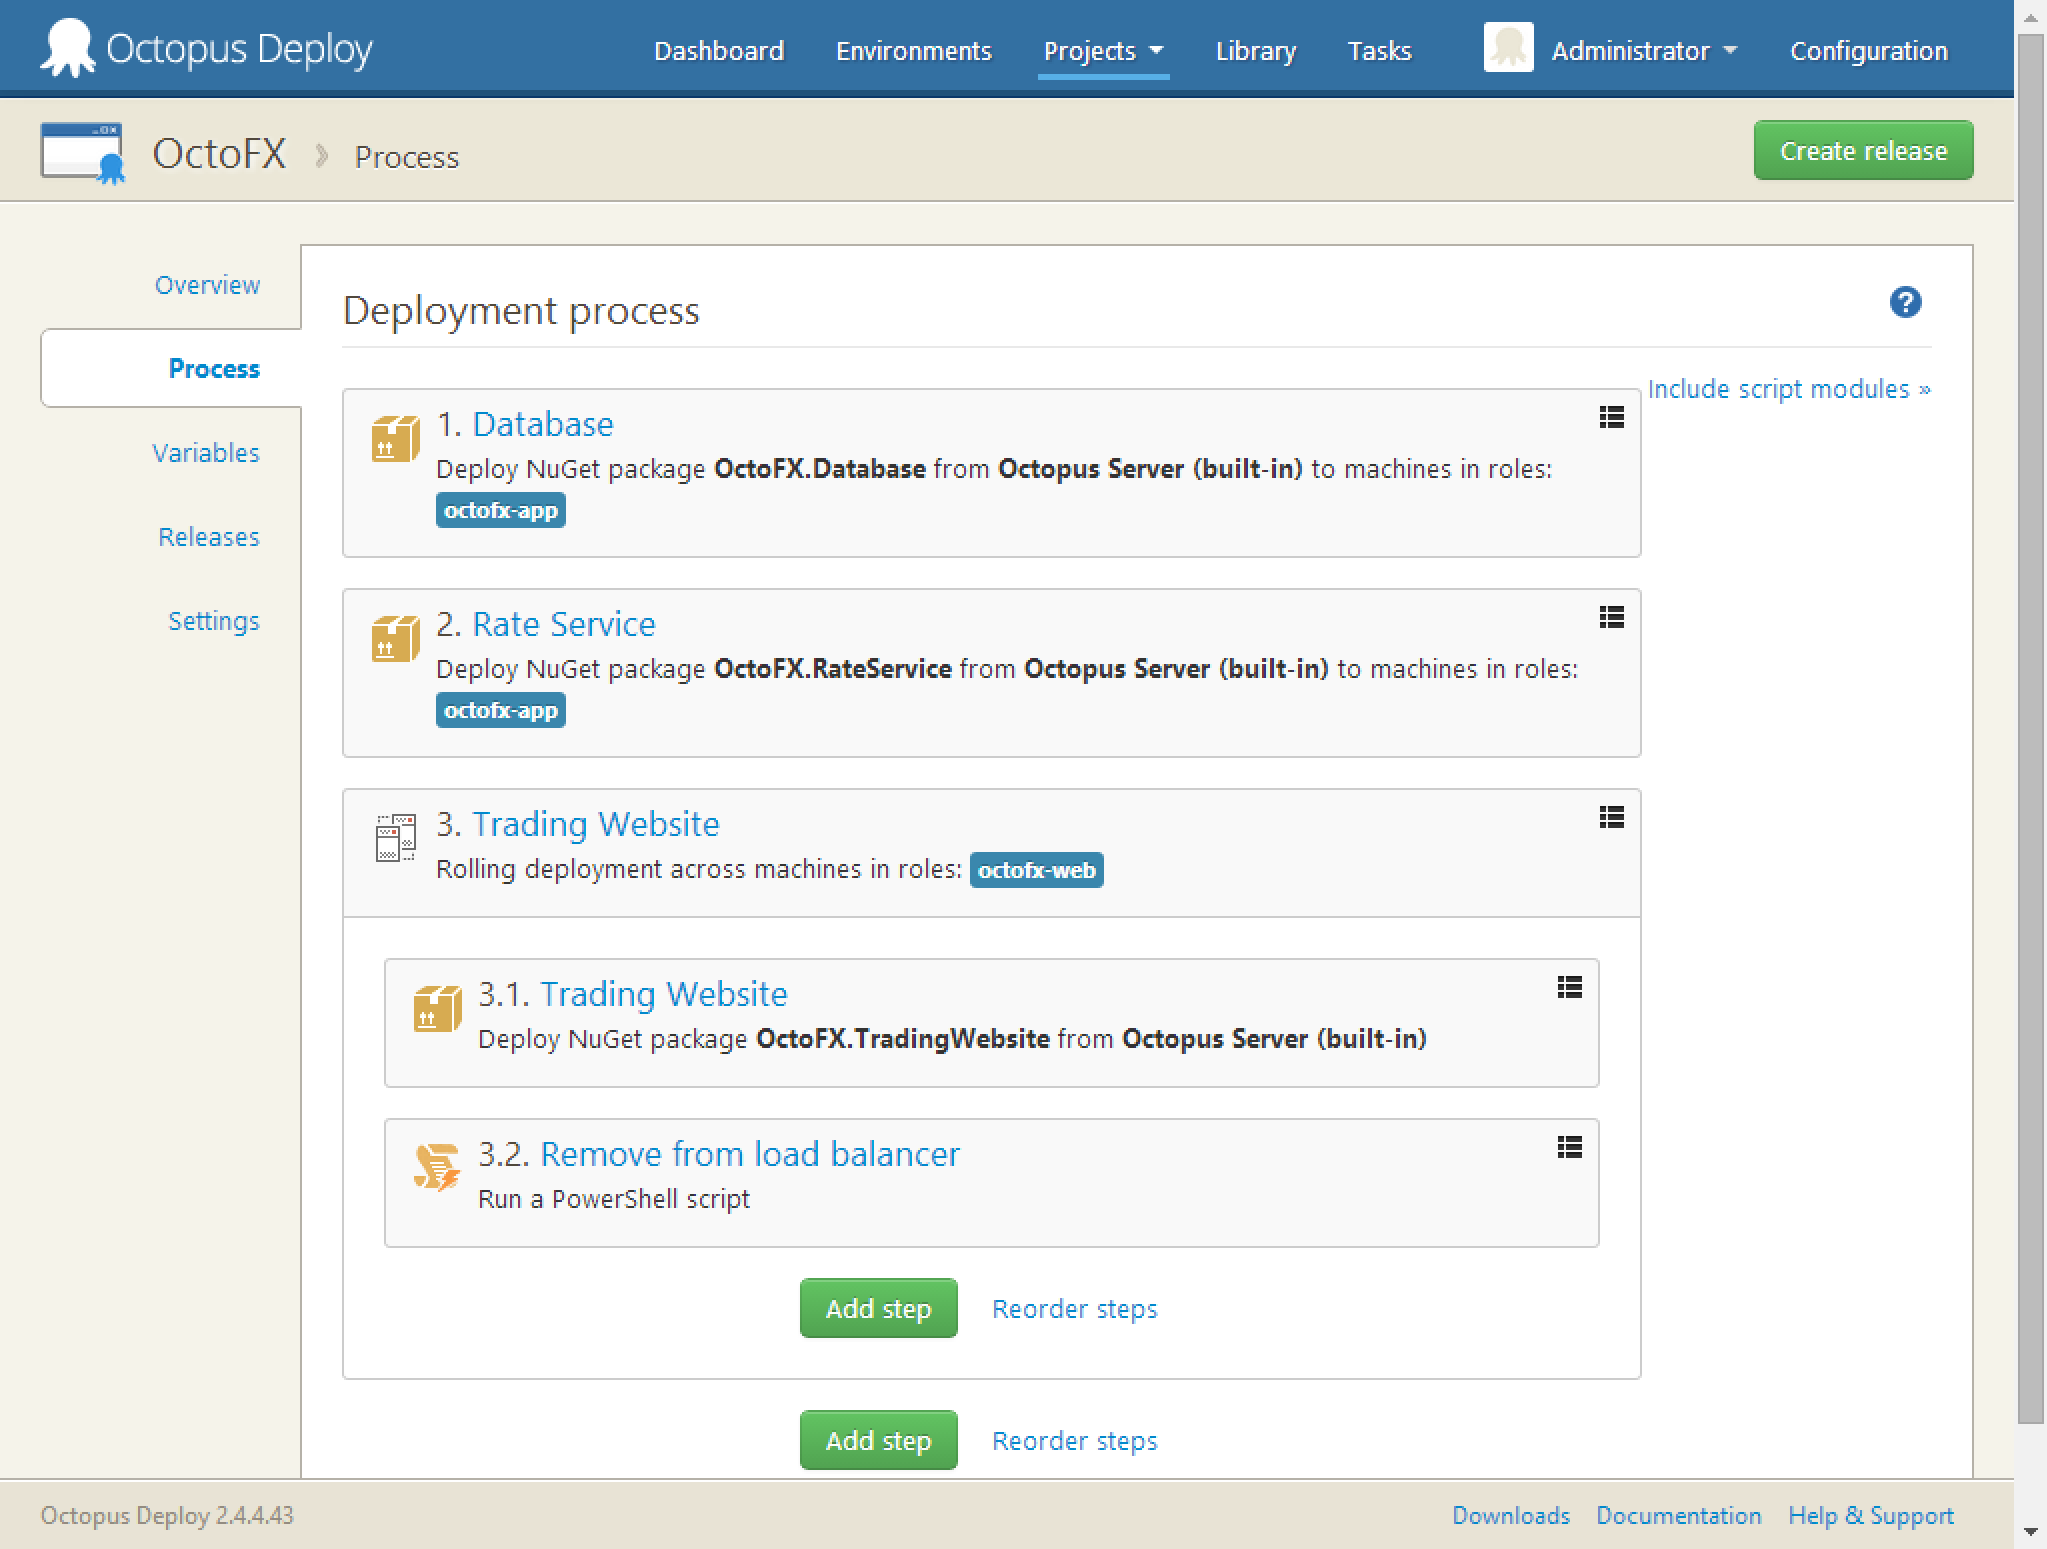 Octopus Deploy
Dashboard Environments Projects Library Tasks Administrator Configuration
OctoFX Process
Create release
Overview
Process
Variables
Releases
Settings
Deployment process
?
Include script modules »
1. Database
Deploy NuGet package OctoFX.Database from Octopus Server (built-in) to machines in roles:
octofx-app
2. Rate Service
Deploy NuGet package OctoFX.RateService from Octopus Server (built-in) to machines in roles:
octofx-app
3. Trading Website
Rolling deployment across machines in roles: octofx-web
3.1. Trading Website
Deploy NuGet package OctoFX.TradingWebsite from Octopus Server (built-in)
3.2. Remove from load balancer
Run a PowerShell script
Add step Reorder steps
Add step Reorder steps
Octopus Deploy 2.4.4.43
Downloads Documentation Help & Support